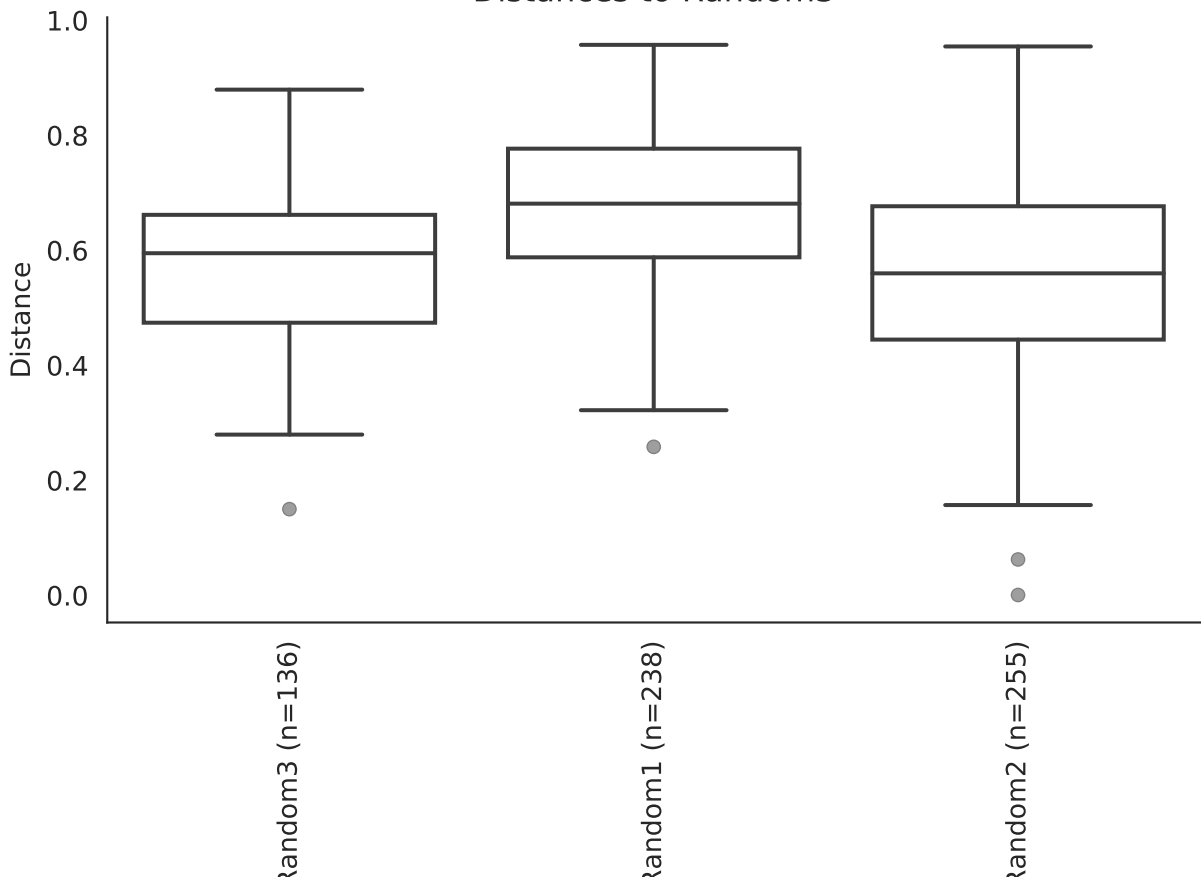 Distances to Random3
1.0
0.8
0.6
0.4
0.2
0.0
Distance
Random3 (n=136)
Random1 (n=238)
Random2 (n=255)